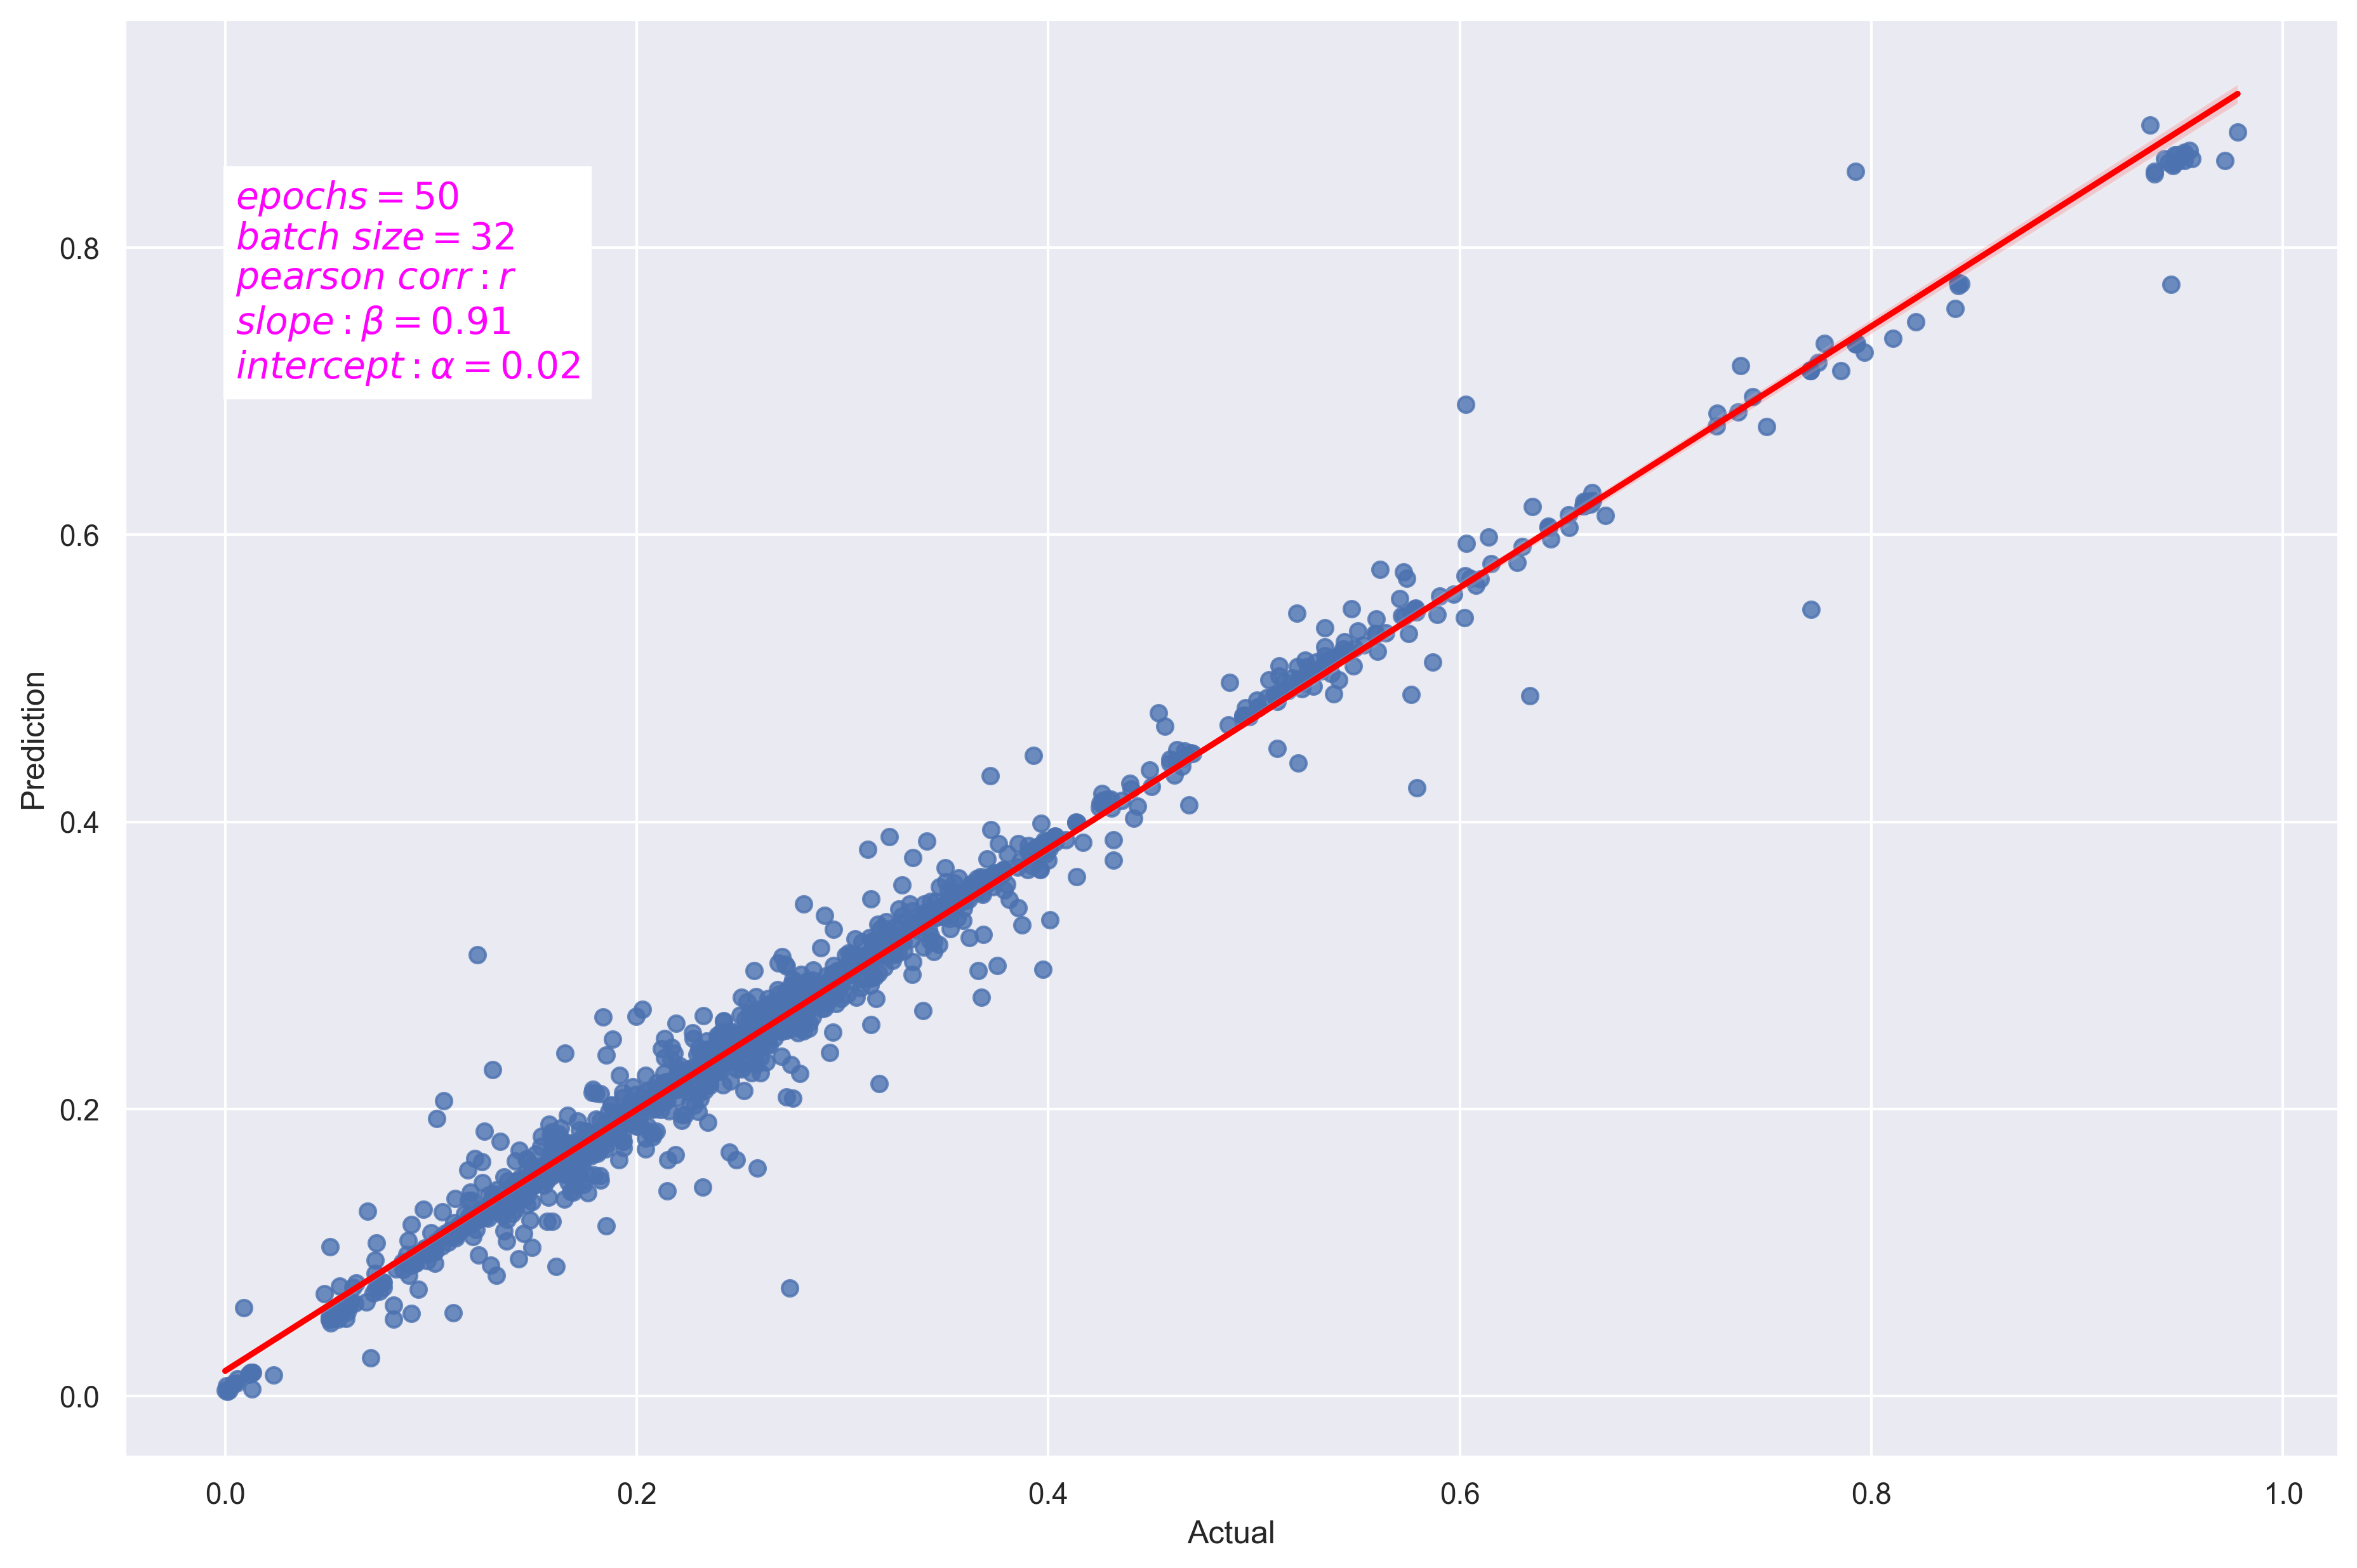 epochs = 50
batch size = 32
pearson corr : r
slope : β = 0.91
intercept : α = 0.02
0.8
0.6
0.4
0.2
0.0
Prediction
0.0 0.2 0.4 0.6 0.8 1.0
Actual